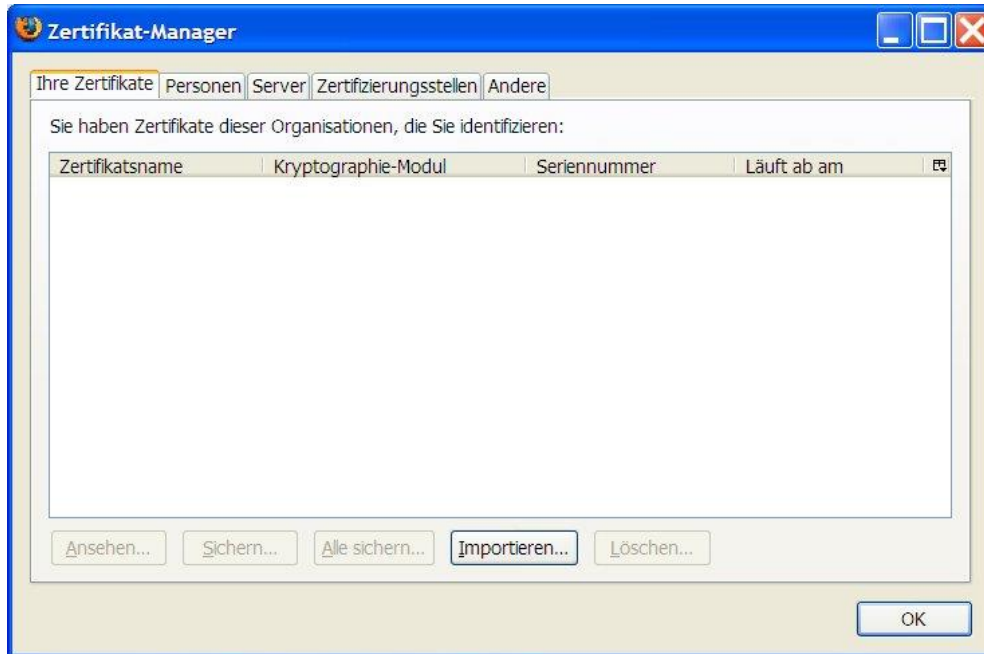 Zertifikat-Manager
Ihre Zertifikate Personen Server Zertifizierungsstellen Andere
Sie haben Zertifikate dieser Organisationen, die Sie identifizieren:
Zertifikatsname Kryptographie-Modul Seriennummer Läuft ab am
Ansehen... Sichern... Alle sichern... Importieren... Löschen...
OK